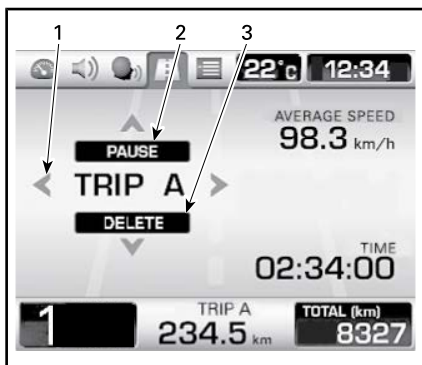 1 2 3
22°c 12:34
AVERAGE SPEED
98.3 km/h
PAUSE
TRIP A
DELETE
TIME
02:34:00
1
TRIP A
234.5 km
TOTAL (km)
8327